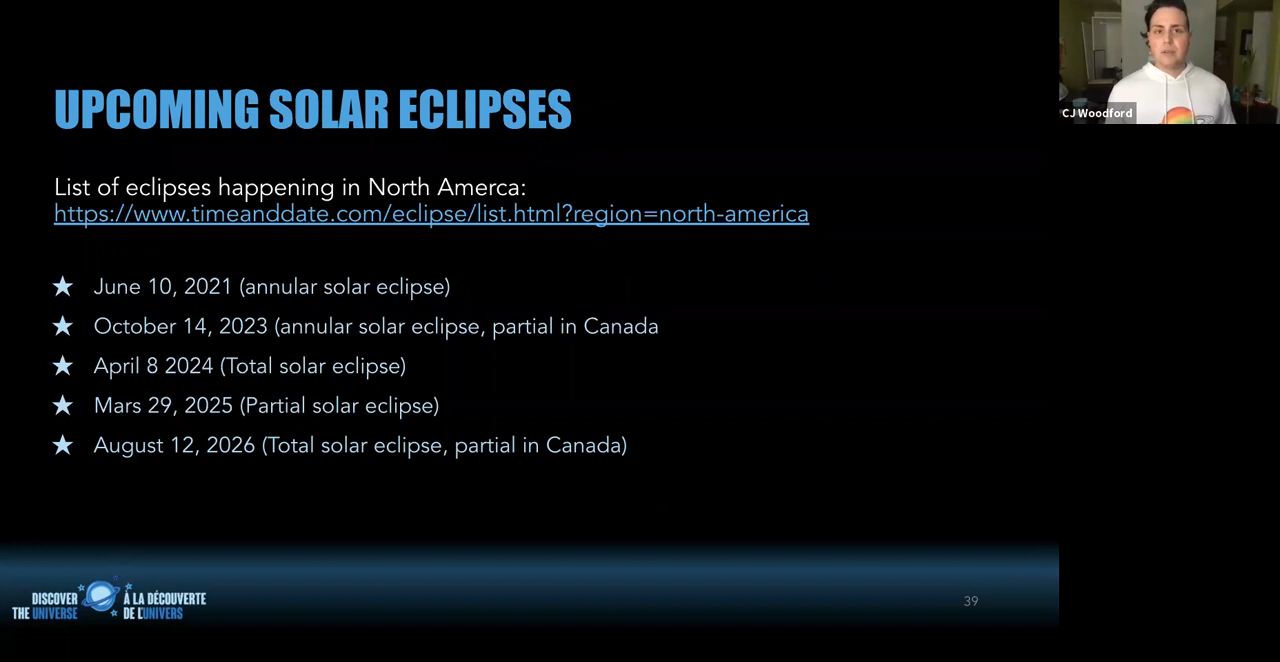 UPCOMING SOLAR ECLIPSES
CJ Woodford
List of eclipses happening in North Amerca:
https://www.timeanddate.com/eclipse/list.html?region=north-america
★ June 10, 2021 (annular solar eclipse)
★ October 14, 2023 (annular solar eclipse, partial in Canada
★ April 8 2024 (Total solar eclipse)
★ Mars 29, 2025 (Partial solar eclipse)
★ August 12, 2026 (Total solar eclipse, partial in Canada)
DISCOVER
THE UNIVERSE
À LA DÉCOUVERTE
DE L'UNIVERS
39